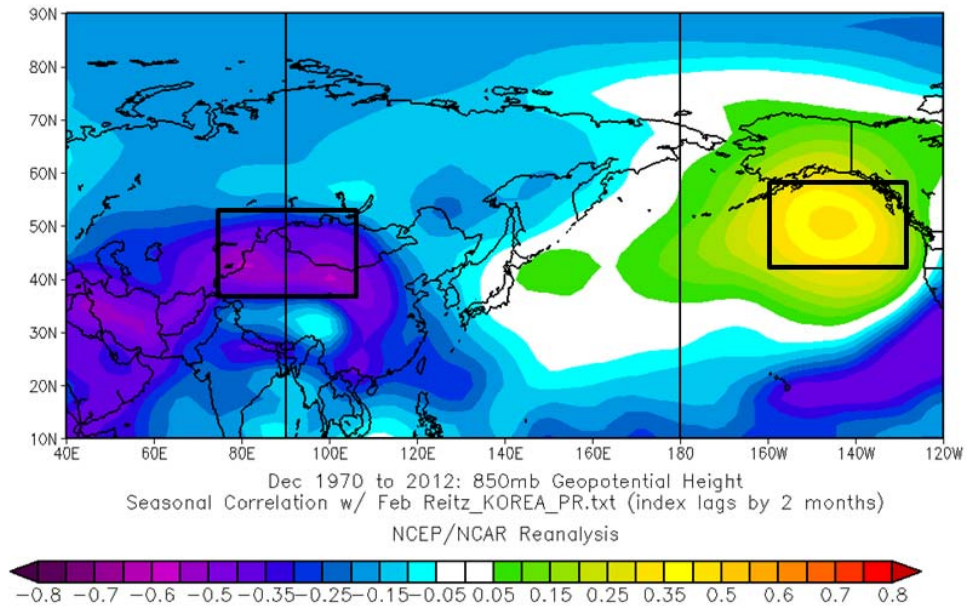 90N
80N
70N
60N
50N
40N
30N
20N
10N
40E 60E 80E 100E 120E 140E 160E 180 160W 140W 120W
Dec 1970 to 2012: 850mb Geopotential Height
Seasonal Correlation w/ Feb Reitz_KOREA_PR.txt (index lags by 2 months)
NCEP/NCAR Reanalysis
-0.8 -0.7 -0.6 -0.5 -0.35 -0.25 -0.15 -0.05 0.05 0.15 0.25 0.35 0.5 0.6 0.7 0.8